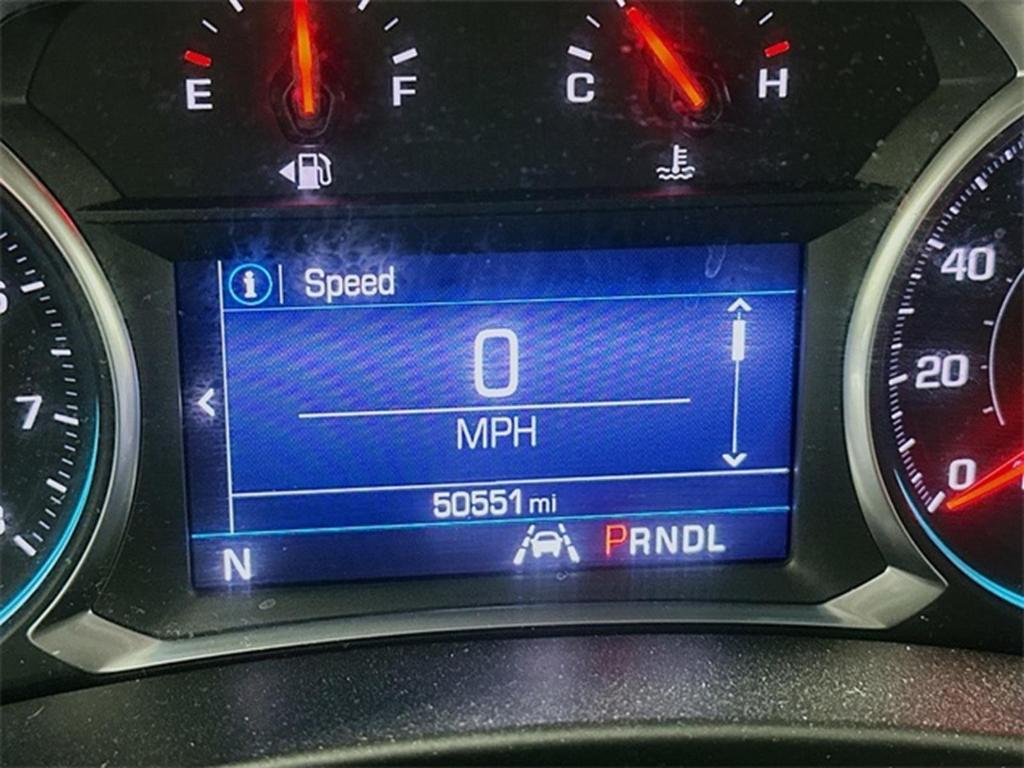 E F
C H
Speed
0
MPH
50551 mi
N PRNDL
7
40
20
0